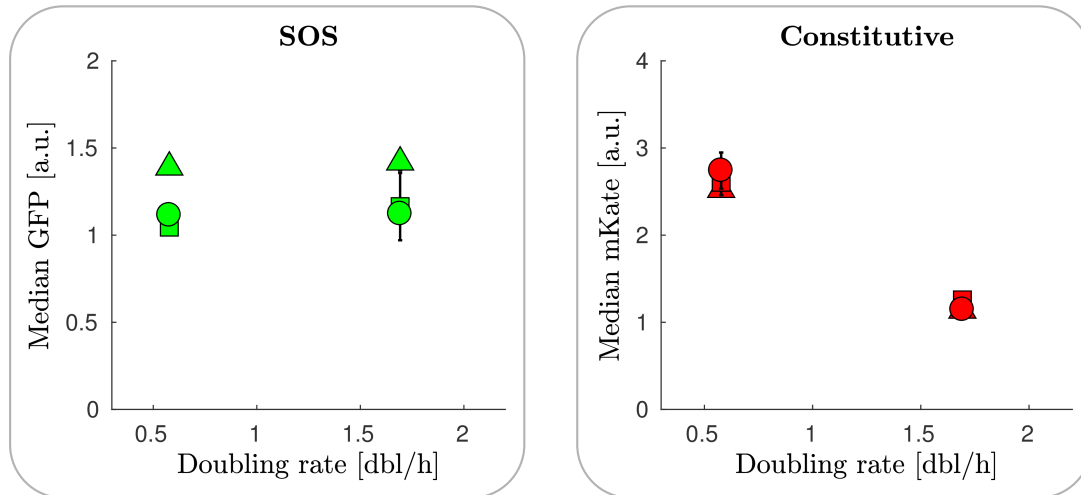 SOS
Median GFP [a.u.]
2
1.5
1
0.5
0
0.5 1 1.5 2
Doubling rate [dbl/h]
Constitutive
Median mKate [a.u.]
4
3
2
1
0
0.5 1 1.5 2
Doubling rate [dbl/h]